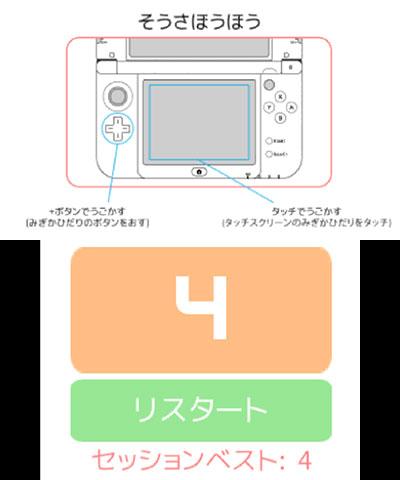 そうさほうほう
X
Y
A
B
START
SELECT
+ボタンでうごかす
(みぎかひだりのボタンをおす)
タッチでうごかす
(タッチスクリーンのみぎかひだりをタッチ)
4
リスタート
セッションベスト: 4